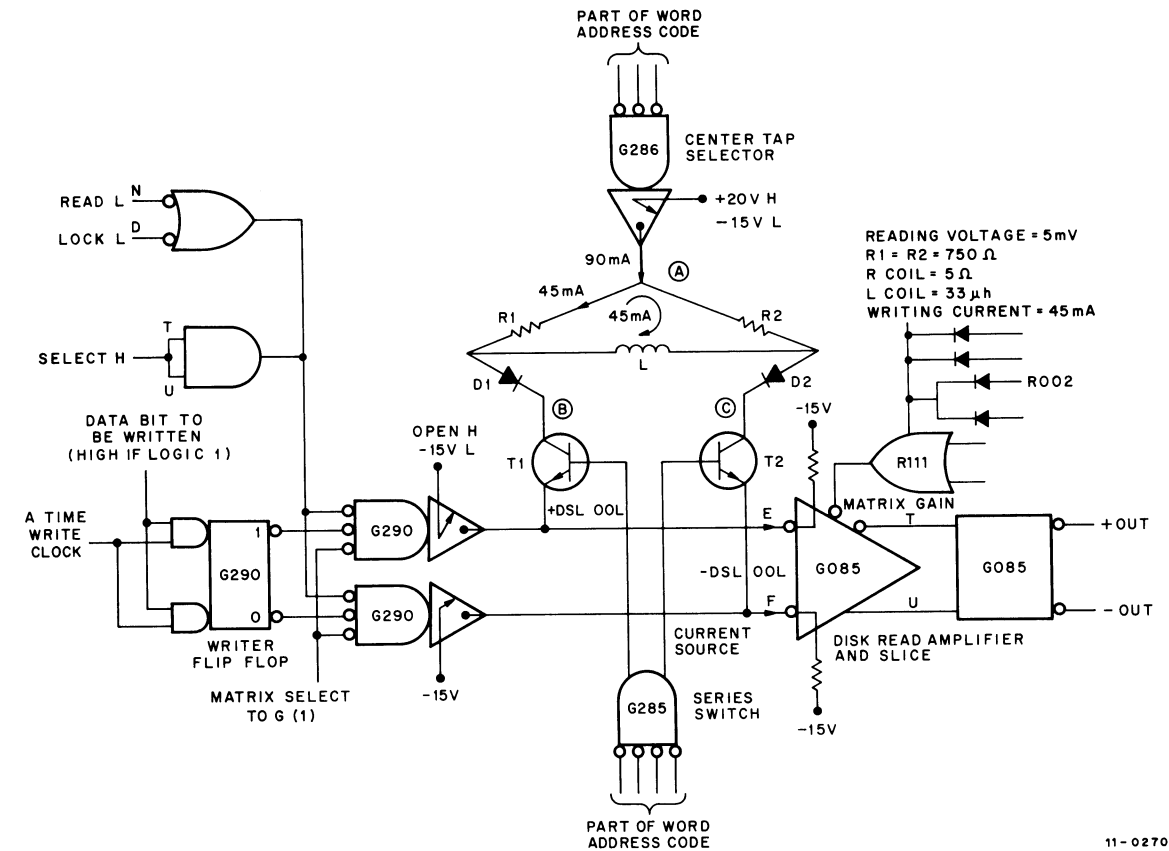 PART OF WORD
ADDRESS CODE
G286
CENTER TAP
SELECTOR
+20V H
-15V L
90mA
A
READ L
N
LOCK L
D
45mA
R1
45mA
R2
L
READING VOLTAGE = 5mV
R1 = R2 = 750 Ω
R COIL = 5 Ω
L COIL = 33 μh
WRITING CURRENT = 45mA
SELECT H
T
U
D1
D2
R002
B
C
-15V
DATA BIT TO
BE WRITTEN
(HIGH IF LOGIC 1)
OPEN H
-15V L
T1
T2
R111
MATRIX GAIN
+DSL OOL
E
T
+OUT
A TIME
WRITE
CLOCK
1
G290
0
G290
G290
-DSL OOL
F
G085
U
G085
-OUT
WRITER
FLIP FLOP
CURRENT
SOURCE
DISK READ AMPLIFIER
AND SLICE
MATRIX SELECT
TO G (1)
-15V
G285
SERIES
SWITCH
-15V
PART OF WORD
ADDRESS CODE
11-0270